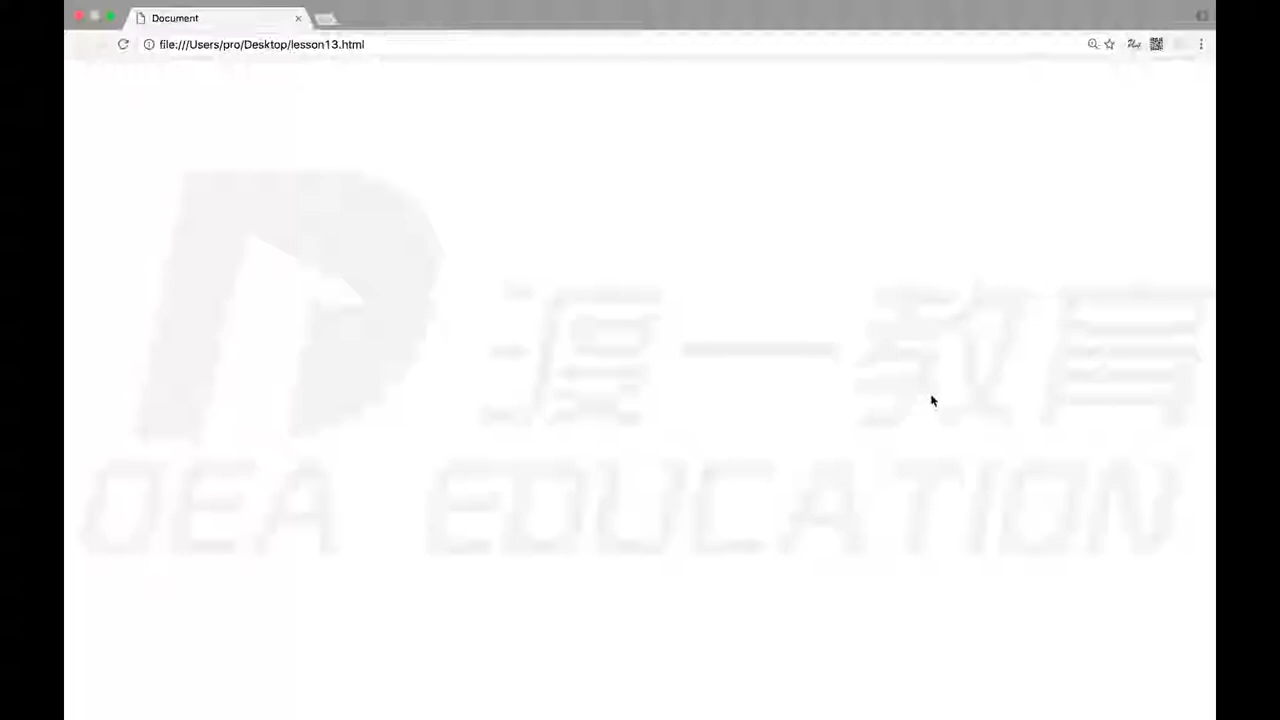 Document
file:///Users/pro/Desktop/lesson13.html
渡一教育
DEA EDUCATION